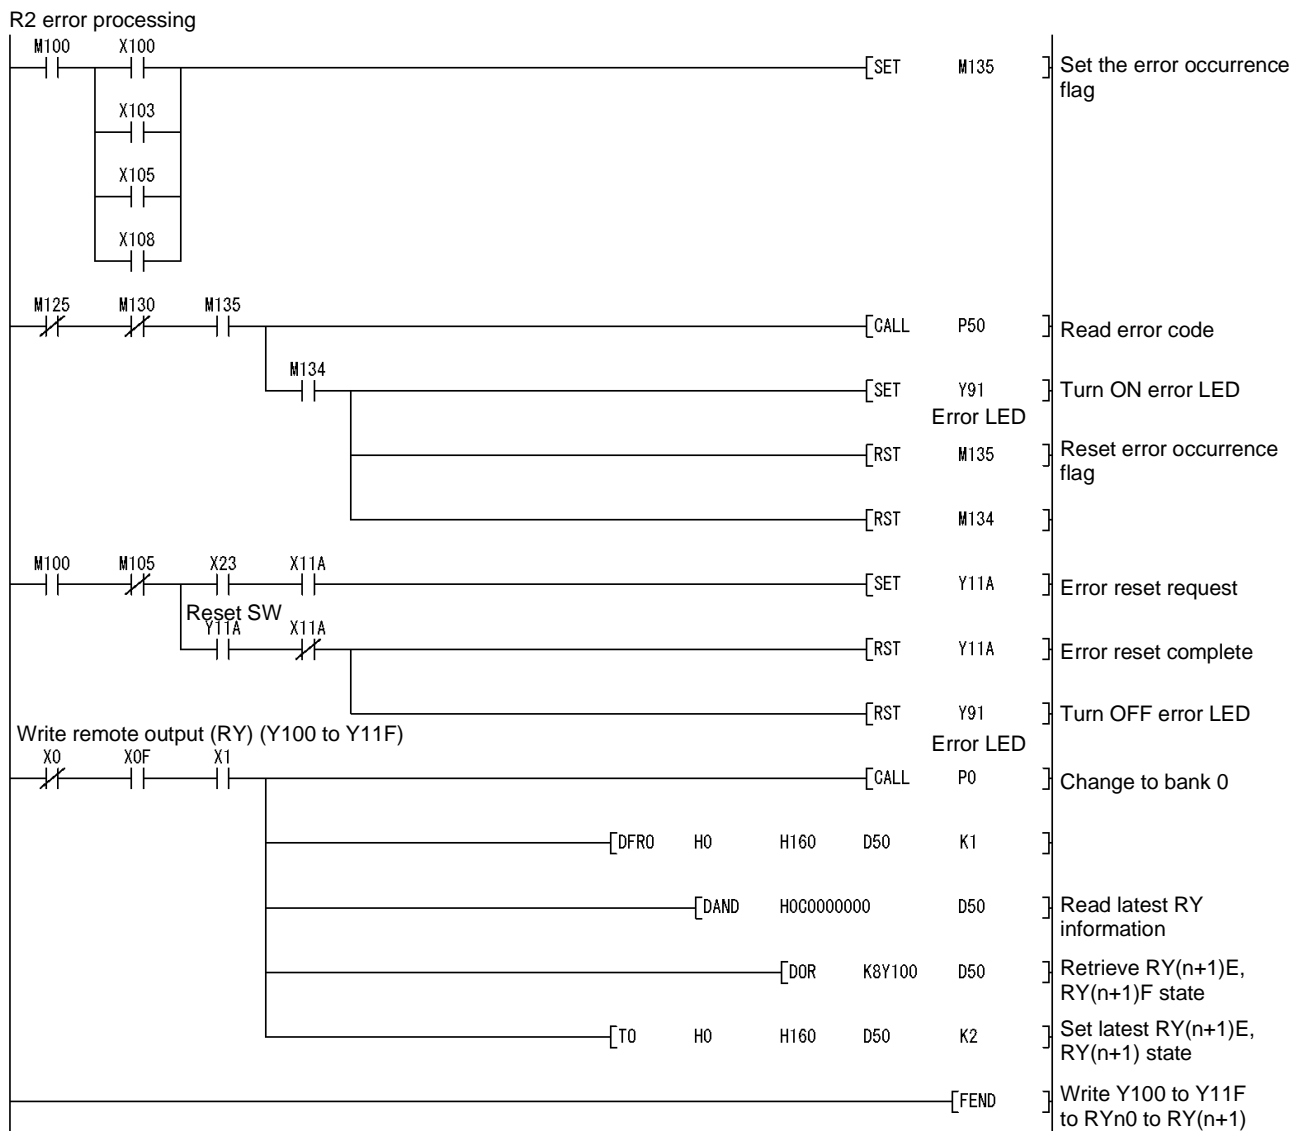 R2 error processing
M100 X100
[SET M135 ] Set the error occurrence
flag
X103
X105
X108
M125 M130 M135
[CALL P50 ] Read error code
M134
[SET Y91 ] Turn ON error LED
Error LED
[RST M135 ] Reset error occurrence
flag
[RST M134 ]
M100 M105 X23 X11A
[SET Y11A ] Error reset request
Reset SW
Y11A X11A
[RST Y11A ] Error reset complete
[RST Y91 ] Turn OFF error LED
Error LED
Write remote output (RY) (Y100 to Y11F)
X0 X0F X1
[CALL P0 ] Change to bank 0
[DFRO H0 H160 D50 K1 ]
[DAND H0C0000000 D50 ] Read latest RY
information
[DOR K8Y100 D50 ] Retrieve RY(n+1)E,
RY(n+1)F state
[TO H0 H160 D50 K2 ] Set latest RY(n+1)E,
RY(n+1) state
[FEND ] Write Y100 to Y11F
to RYn0 to RY(n+1)